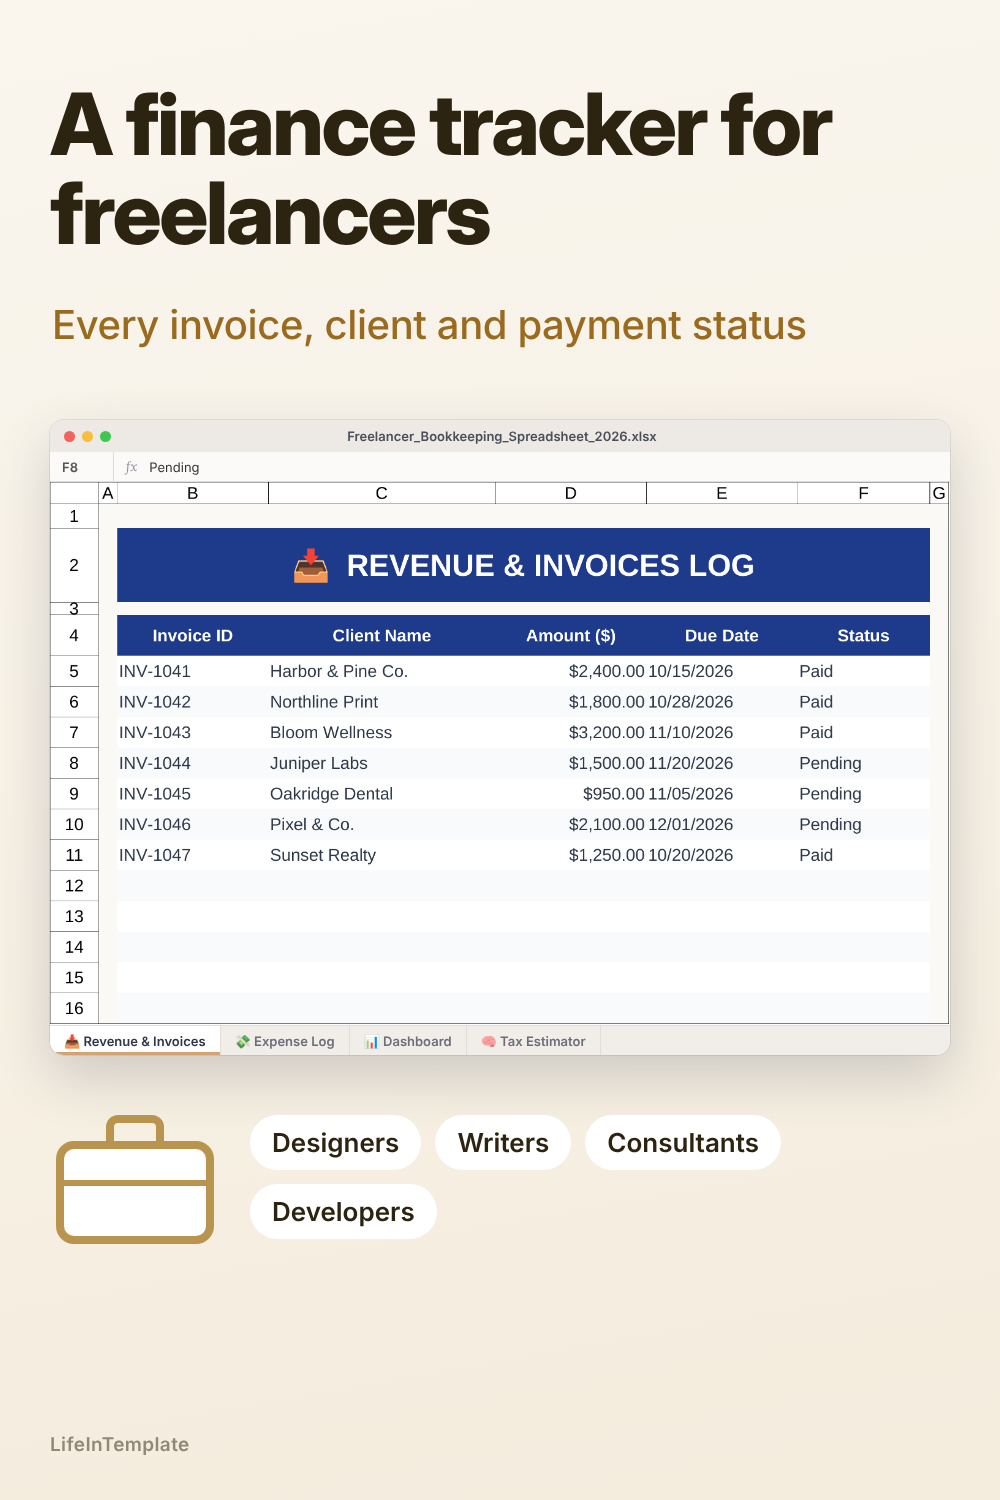 A finance tracker for
freelancers
Every invoice, client and payment status
Freelancer_Bookkeeping_Spreadsheet_2026.xlsx
F8 fx Pending
A B C D E F G
1
2 📥 REVENUE & INVOICES LOG
3
4 Invoice ID Client Name Amount ($) Due Date Status
5 INV-1041 Harbor & Pine Co. $2,400.00 10/15/2026 Paid
6 INV-1042 Northline Print $1,800.00 10/28/2026 Paid
7 INV-1043 Bloom Wellness $3,200.00 11/10/2026 Paid
8 INV-1044 Juniper Labs $1,500.00 11/20/2026 Pending
9 INV-1045 Oakridge Dental $950.00 11/05/2026 Pending
10 INV-1046 Pixel & Co. $2,100.00 12/01/2026 Pending
11 INV-1047 Sunset Realty $1,250.00 10/20/2026 Paid
12
13
14
15
16
📥 Revenue & Invoices 💸 Expense Log 📊 Dashboard 🧠 Tax Estimator
Designers Writers Consultants
Developers
LifeInTemplate